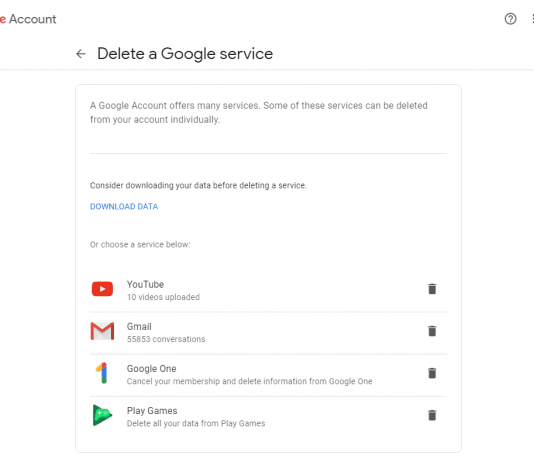 e Account
Delete a Google service
A Google Account offers many services. Some of these services can be deleted
from your account individually.
Consider downloading your data before deleting a service.
DOWNLOAD DATA
Or choose a service below:
YouTube
10 videos uploaded
Gmail
55853 conversations
Google One
Cancel your membership and delete information from Google One
Play Games
Delete all your data from Play Games